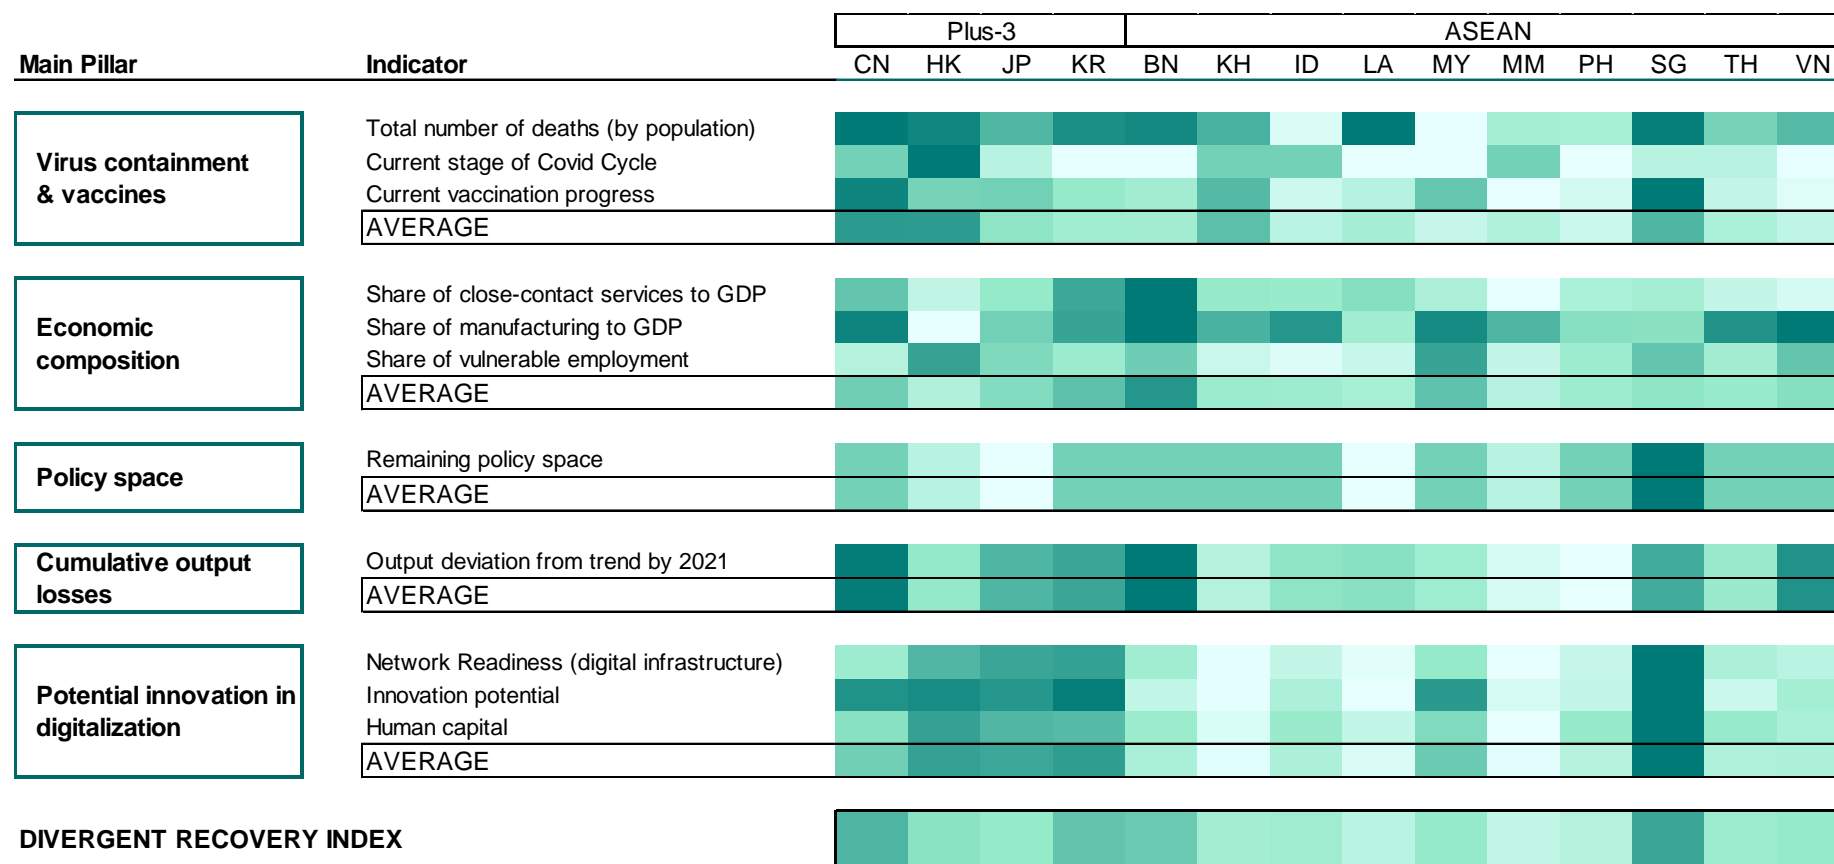 Plus-3 ASEAN
Main Pillar Indicator CN HK JP KR BN KH ID LA MY MM PH SG TH VN
Total number of deaths (by population)
Virus containment Current stage of Covid Cycle
& vaccines Current vaccination progress
AVERAGE
Share of close-contact services to GDP
Economic Share of manufacturing to GDP
composition Share of vulnerable employment
AVERAGE
Remaining policy space
Policy space
AVERAGE
Cumulative output Output deviation from trend by 2021
losses AVERAGE
Network Readiness (digital infrastructure)
Potential innovation in Innovation potential
digitalization Human capital
AVERAGE
DIVERGENT RECOVERY INDEX